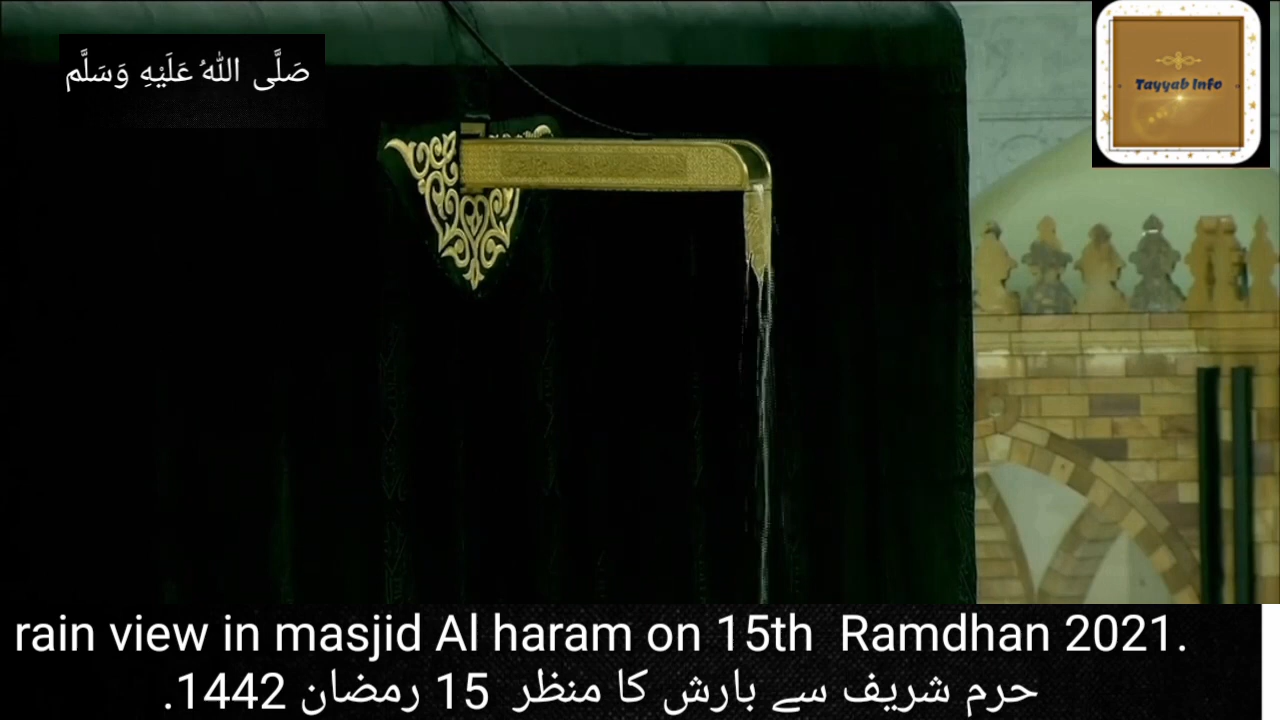 صَلَّى اللهُ عَلَيْهِ وَسَلَّم
Tayyab Info
rain view in masjid Al haram on 15th Ramdhan 2021.
حرم شریف سے بارش کا منظر 15 رمضان 1442.